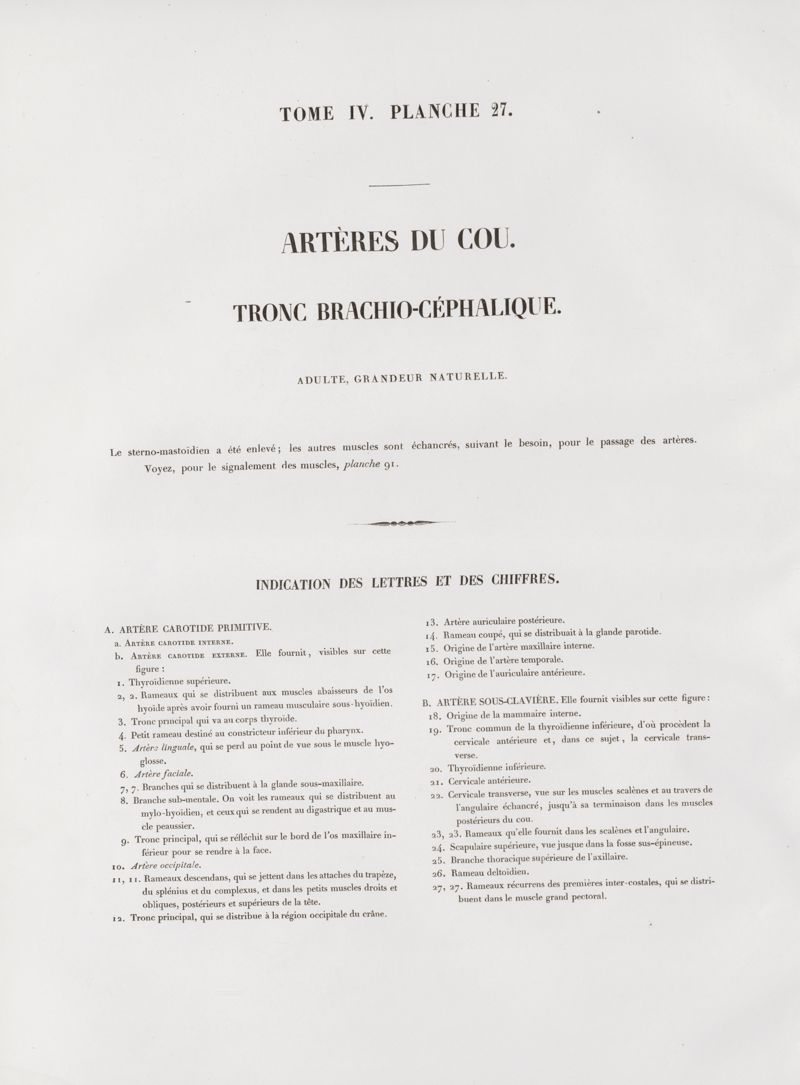 TOME IV. PLANCHE 27.
ARTÈRES DU COU.
TRONC BRACHIO-CÉPHALIQUE.
ADULTE, GRANDEUR NATURELLE.
Le sterno-mastoïdien a été enlevé ; les autres muscles sont échancrés, suivant le besoin, pour le passage des artères.
Voyez, pour le signalement des muscles, planche 91.
INDICATION DES LETTRES ET DES CHIFFRES.
A. ARTÈRE CAROTIDE PRIMITIVE.
a. ARTÈRE CAROTIDE INTERNE.
b. ARTÈRE CAROTIDE EXTERNE. Elle fournit, visibles sur cette
figure :
1. Thyroïdienne supérieure.
2, 2. Rameaux qui se distribuent aux muscles abaisseurs de l'os
hyoïde après avoir fourni un rameau musculaire sous-hyoïdien.
3. Tronc principal qui va au corps thyroïde.
4. Petit rameau destiné au constricteur inférieur du pharynx.
5. Artère linguale, qui se perd au point de vue sous le muscle hyo-
glosse.
6. Artère faciale.
7, 7. Branches qui se distribuent à la glande sous-maxillaire.
8. Branche sub-mentale. On voit les rameaux qui se distribuent au
mylo-hyoïdien, et ceux qui se rendent au digastrique et au mus-
cle peaussier.
9. Tronc principal, qui se réfléchit sur le bord de l'os maxillaire in-
férieur pour se rendre à la face.
10. Artère occipitale.
11, 11. Rameaux descendans, qui se jettent dans les attaches du trapèze,
du splénius et du complexus, et dans les petits muscles droits et
obliques, postérieurs et supérieurs de la tête.
12. Tronc principal, qui se distribue à la région occipitale du crâne.
13. Artère auriculaire postérieure.
14. Rameau coupé, qui se distribuait à la glande parotide.
15. Origine de l'artère maxillaire interne.
16. Origine de l'artère temporale.
17. Origine de l'auriculaire antérieure.
B. ARTÈRE SOUS-CLAVIÈRE. Elle fournit visibles sur cette figure :
18. Origine de la mammaire interne.
19. Tronc commun de la thyroïdienne inférieure, d'où procèdent la
cervicale antérieure et, dans ce sujet, la cervicale trans-
verse.
20. Thyroïdienne inférieure.
21. Cervicale antérieure.
22. Cervicale transverse, vue sur les muscles scalènes et au travers de
l'angulaire échancré, jusqu'à sa terminaison dans les muscles
postérieurs du cou.
23, 23. Rameaux qu'elle fournit dans les scalènes et l'angulaire.
24. Scapulaire supérieure, vue jusque dans la fosse sus-épineuse.
25. Branche thoracique supérieure de l'axillaire.
26. Rameau deltoïdien.
27, 27. Rameaux récurrens des premières inter-costales, qui se distri-
buent dans le muscle grand pectoral.